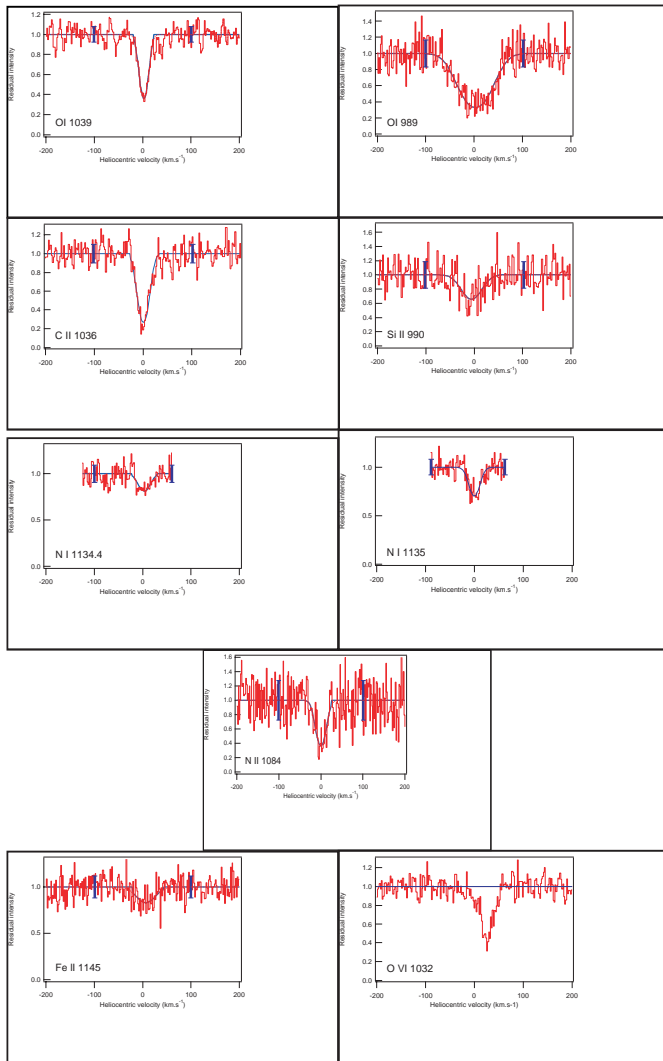 Residual intensity
1.0
0.8
0.6
0.4
0.2
0.0
OI 1039
-200 -100 0 100 200
Heliocentric velocity (km.s⁻¹)
Residual intensity
1.4
1.2
1.0
0.8
0.6
0.4
0.2
0.0
OI 989
-200 -100 0 100 200
Heliocentric velocity (km.s⁻¹)
Residual intensity
1.2
1.0
0.8
0.6
0.4
0.2
0.0
C II 1036
-200 -100 0 100 200
Heliocentric velocity (km.s⁻¹)
Residual intensity
1.6
1.4
1.2
1.0
0.8
0.6
0.4
0.2
0.0
Si II 990
-200 -100 0 100 200
Heliocentric velocity (km.s⁻¹)
Residual intensity
1.0
0.5
0.0
N I 1134.4
-200 -100 0 100 200
Heliocentric velocity (km.s⁻¹)
Residual intensity
1.0
0.5
0.0
N I 1135
-200 -100 0 100 200
Heliocentric velocity (km.s⁻¹)
Residual intensity
1.6
1.4
1.2
1.0
0.8
0.6
0.4
0.2
0.0
N II 1084
-200 -100 0 100 200
Heliocentric velocity (km.s⁻¹)
Residual intensity
1.0
0.5
0.0
Fe II 1145
-200 -100 0 100 200
Heliocentric velocity (km.s⁻¹)
Residual intensity
1.2
1.0
0.8
0.6
0.4
0.2
0.0
O VI 1032
-200 -100 0 100 200
Heliocentric velocity (km.s-1)